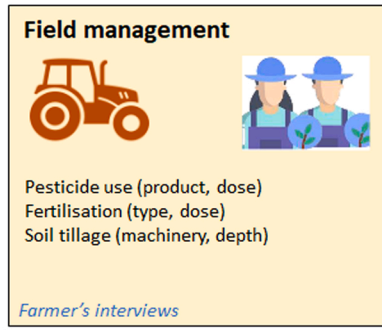 Field management
Pesticide use (product, dose)
Fertilisation (type, dose)
Soil tillage (machinery, depth)
Farmer's interviews